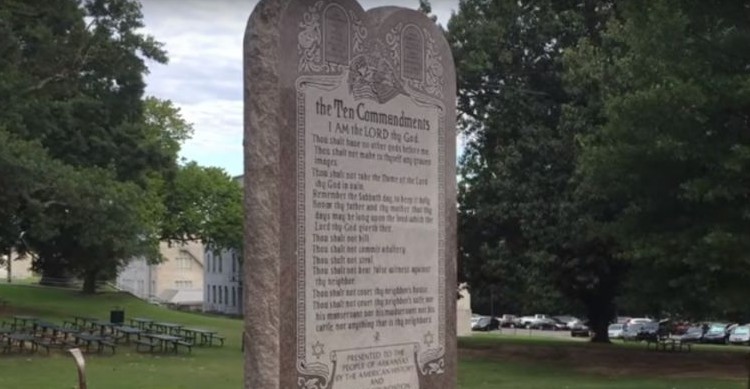 the Ten Commandments
I AM the LORD thy God.
Thou shalt have no other gods before me.
Thou shalt not make to thyself any graven
images.
Thou shalt not take the Name of the Lord
thy God in vain.
Remember the Sabbath day, to keep it holy.
Honor thy father and thy mother, that thy
days may be long upon the land which the
Lord thy God giveth thee.
Thou shalt not kill.
Thou shalt not commit adultery.
Thou shalt not steal.
Thou shalt not bear false witness against
thy neighbor.
Thou shalt not covet thy neighbor's house.
Thou shalt not covet thy neighbor's wife, nor
his manservant, nor his maidservant, nor his
cattle, nor anything that is thy neighbor's.
PRESENTED TO THE
PEOPLE OF ARKANSAS
BY THE AMERICAN HISTORY
AND
FOUNDATION